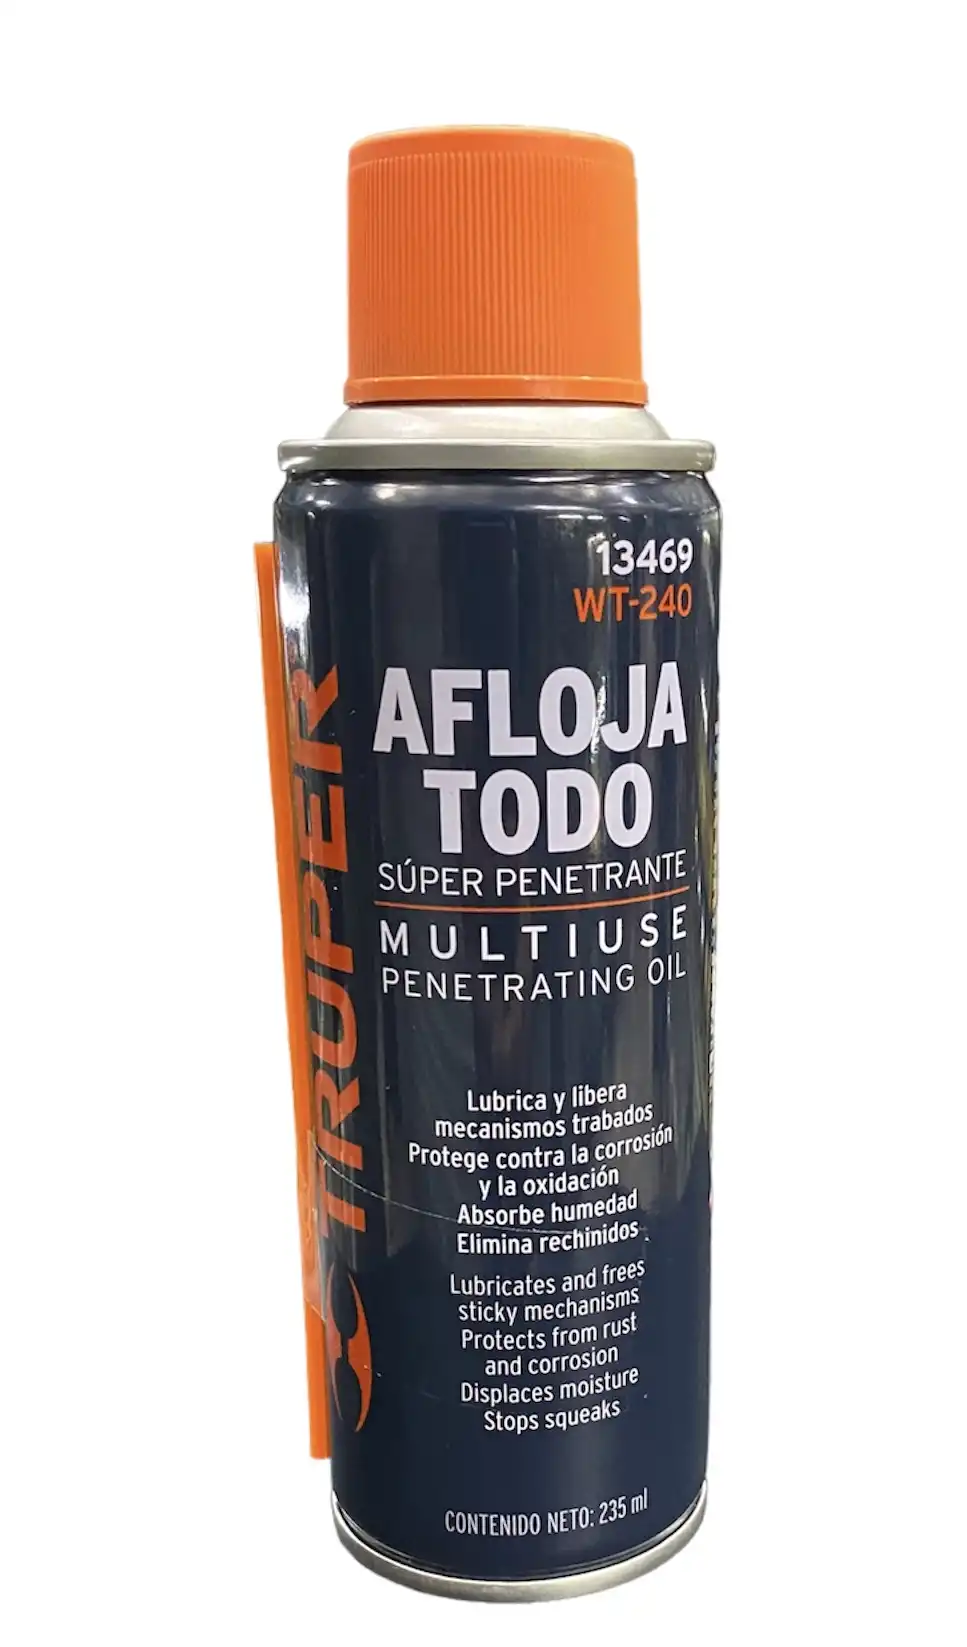 13469
WT-240
AFLOJA
TODO
SÚPER PENETRANTE
MULTIUSE
PENETRATING OIL
TRUPER
Lubrica y libera
mecanismos trabados
Protege contra la corrosión
y la oxidación
Absorbe humedad
Elimina rechinidos
Lubricates and frees
sticky mechanisms
Protects from rust
and corrosion
Displaces moisture
Stops squeaks
CONTENIDO NETO: 235 ml